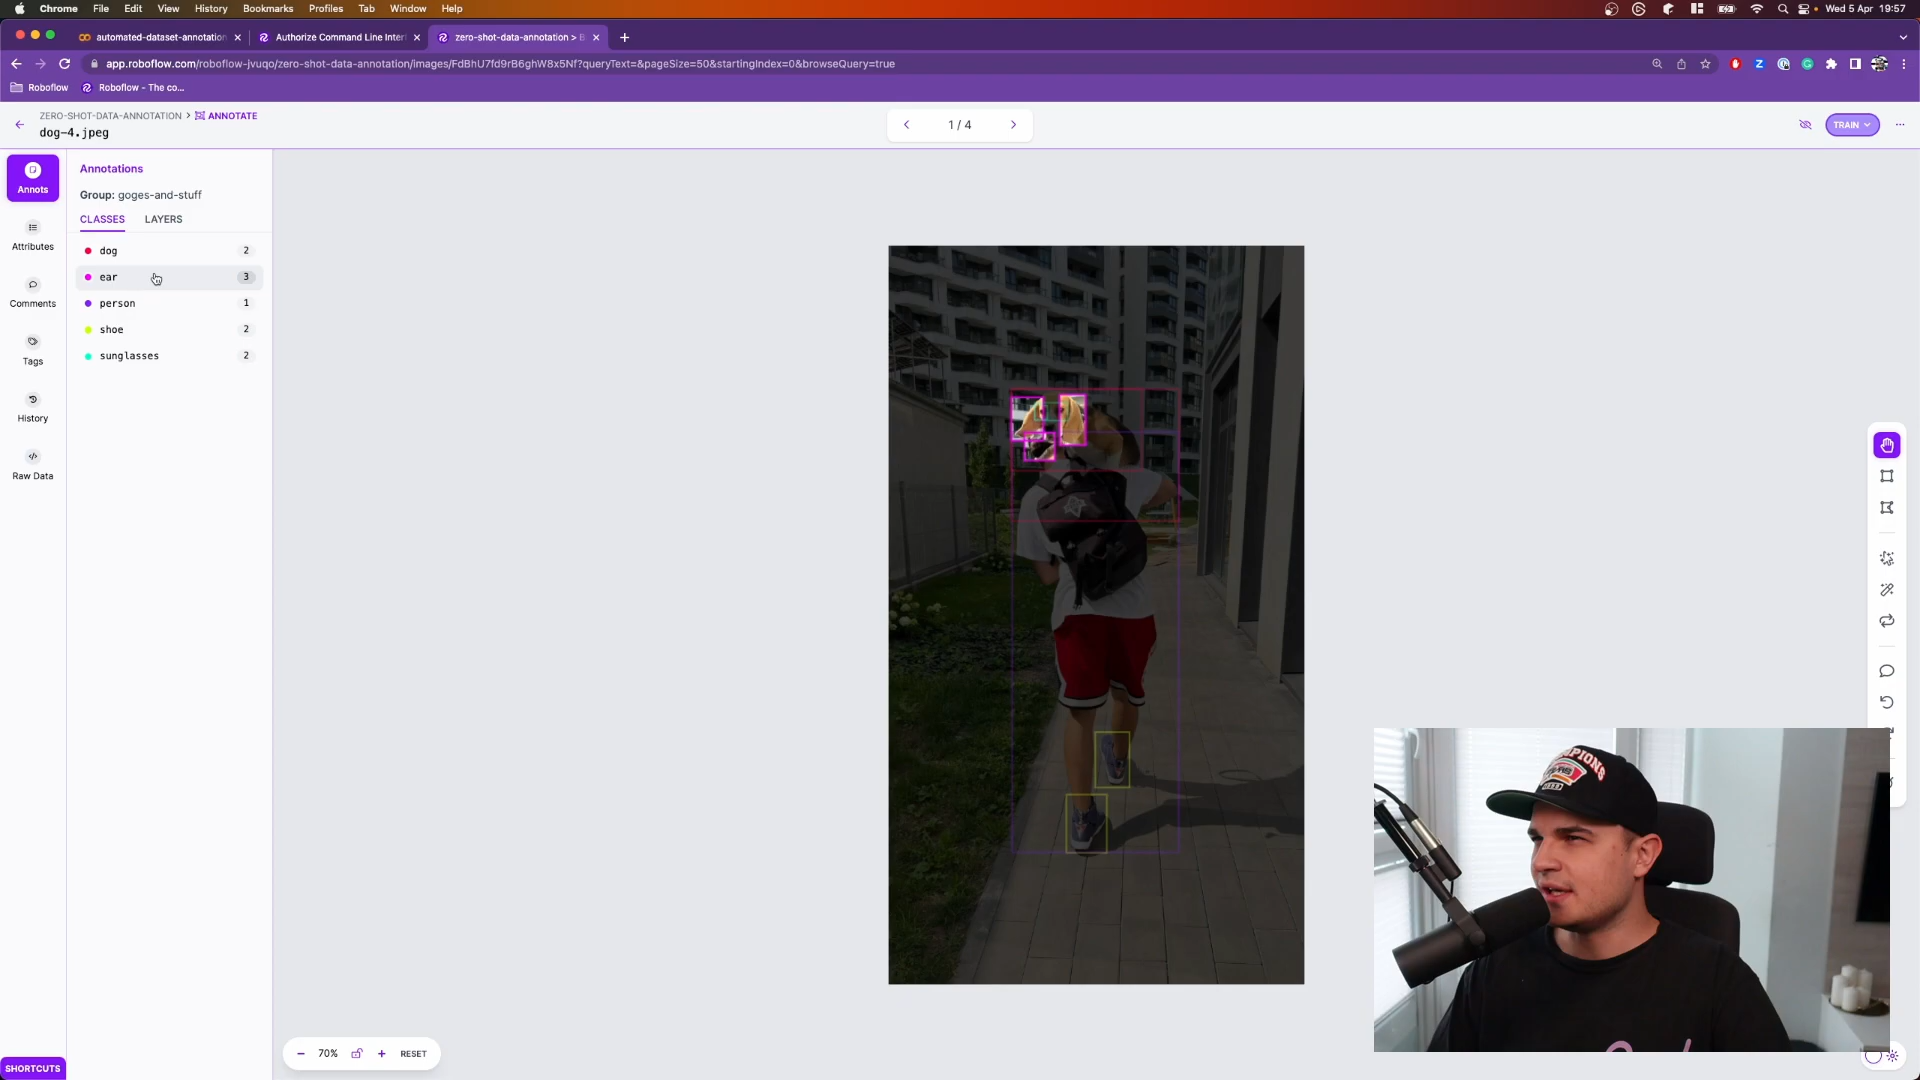 Chrome File Edit View History Bookmarks Profiles Tab Window Help
Wed 5 Apr 19:57
automated-dataset-annotation
Authorize Command Line Inter
zero-shot-data-annotation > B
app.roboflow.com/roboflow-jvuqo/zero-shot-data-annotation/images/FdBhU7fd9rB6ghW8x5Nf?queryText=&pageSize=50&startingIndex=0&browseQuery=true
Roboflow
Roboflow - The co...
ZERO-SHOT-DATA-ANNOTATION > ANNOTATE
dog-4.jpeg
1 / 4
TRAIN
Annots
Attributes
Comments
Tags
History
Raw Data
Annotations
Group: goges-and-stuff
CLASSES LAYERS
dog 2
ear 3
person 1
shoe 2
sunglasses 2
70%
RESET
SHORTCUTS